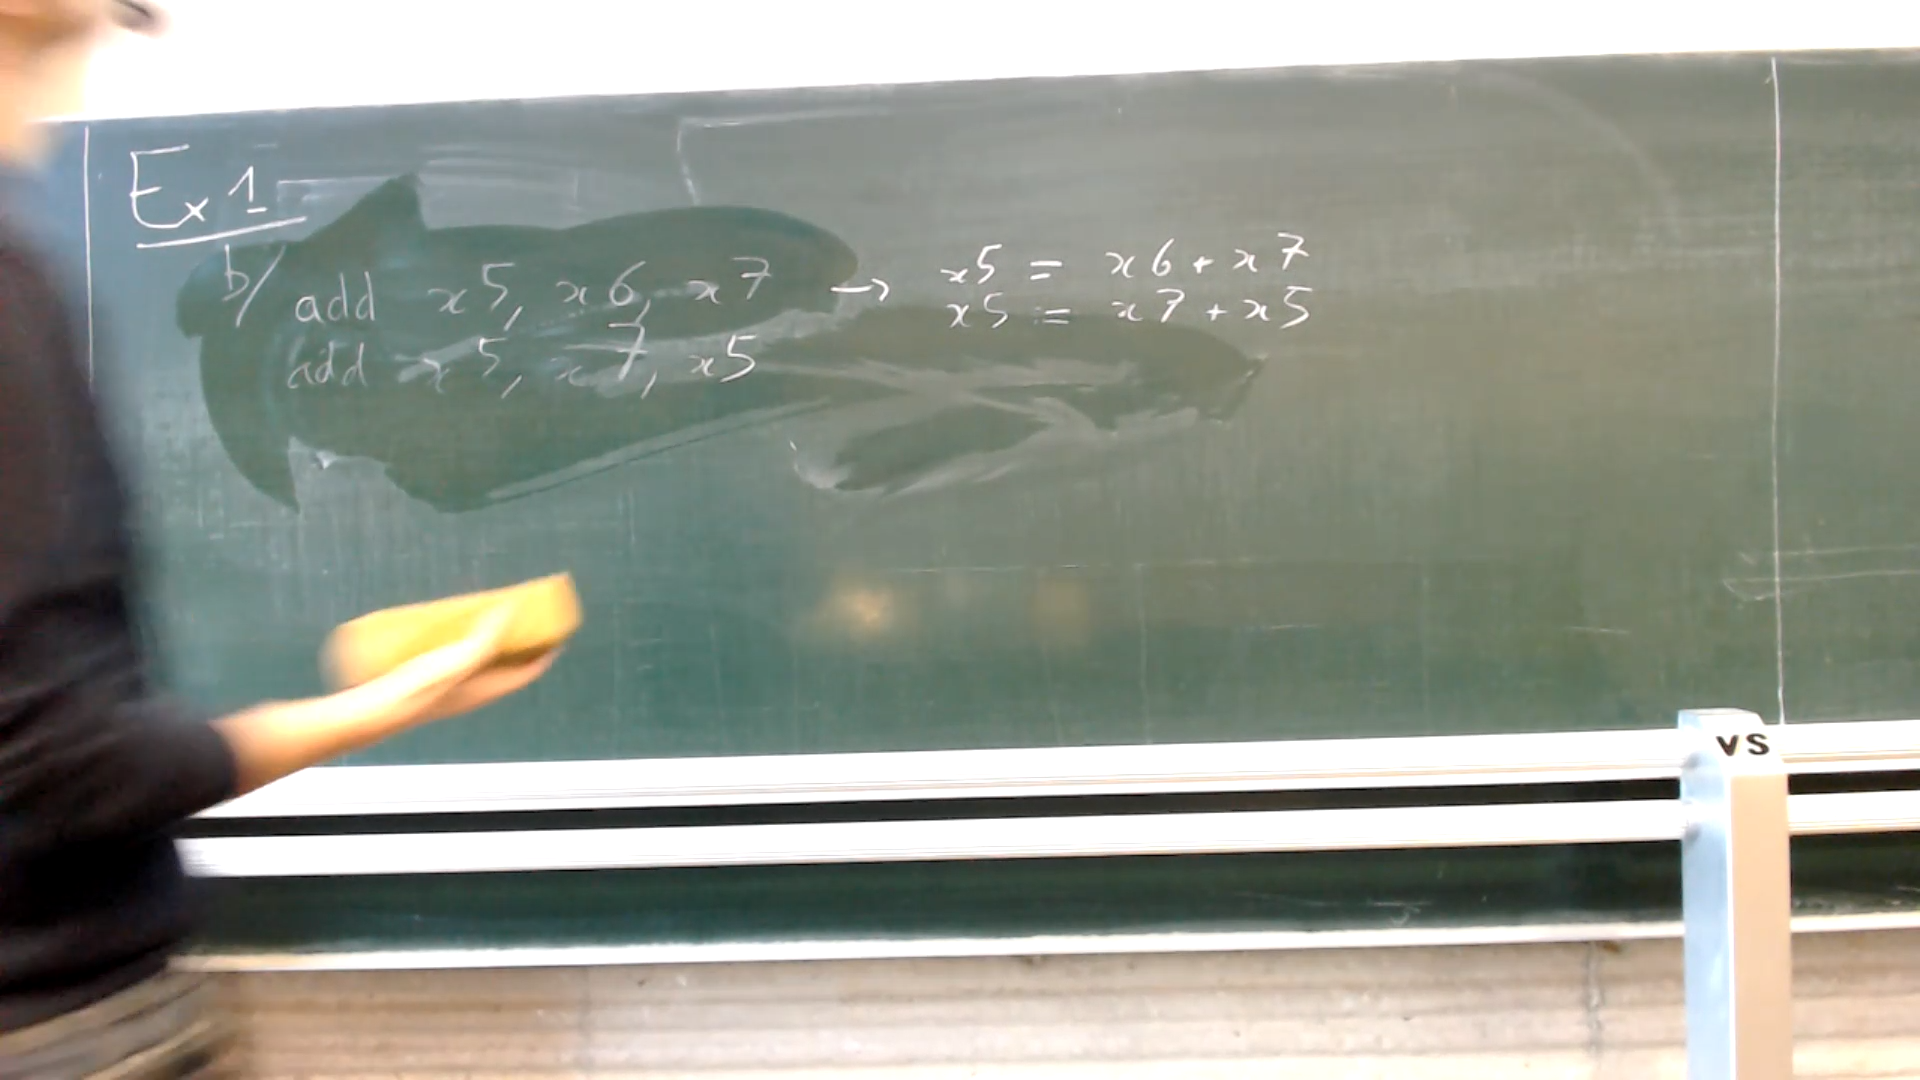 Ex 1
b/ add x5, x6, x7 → x5 = x6 + x7
x5 = x7 + x5
add x5, x7, x5
VS